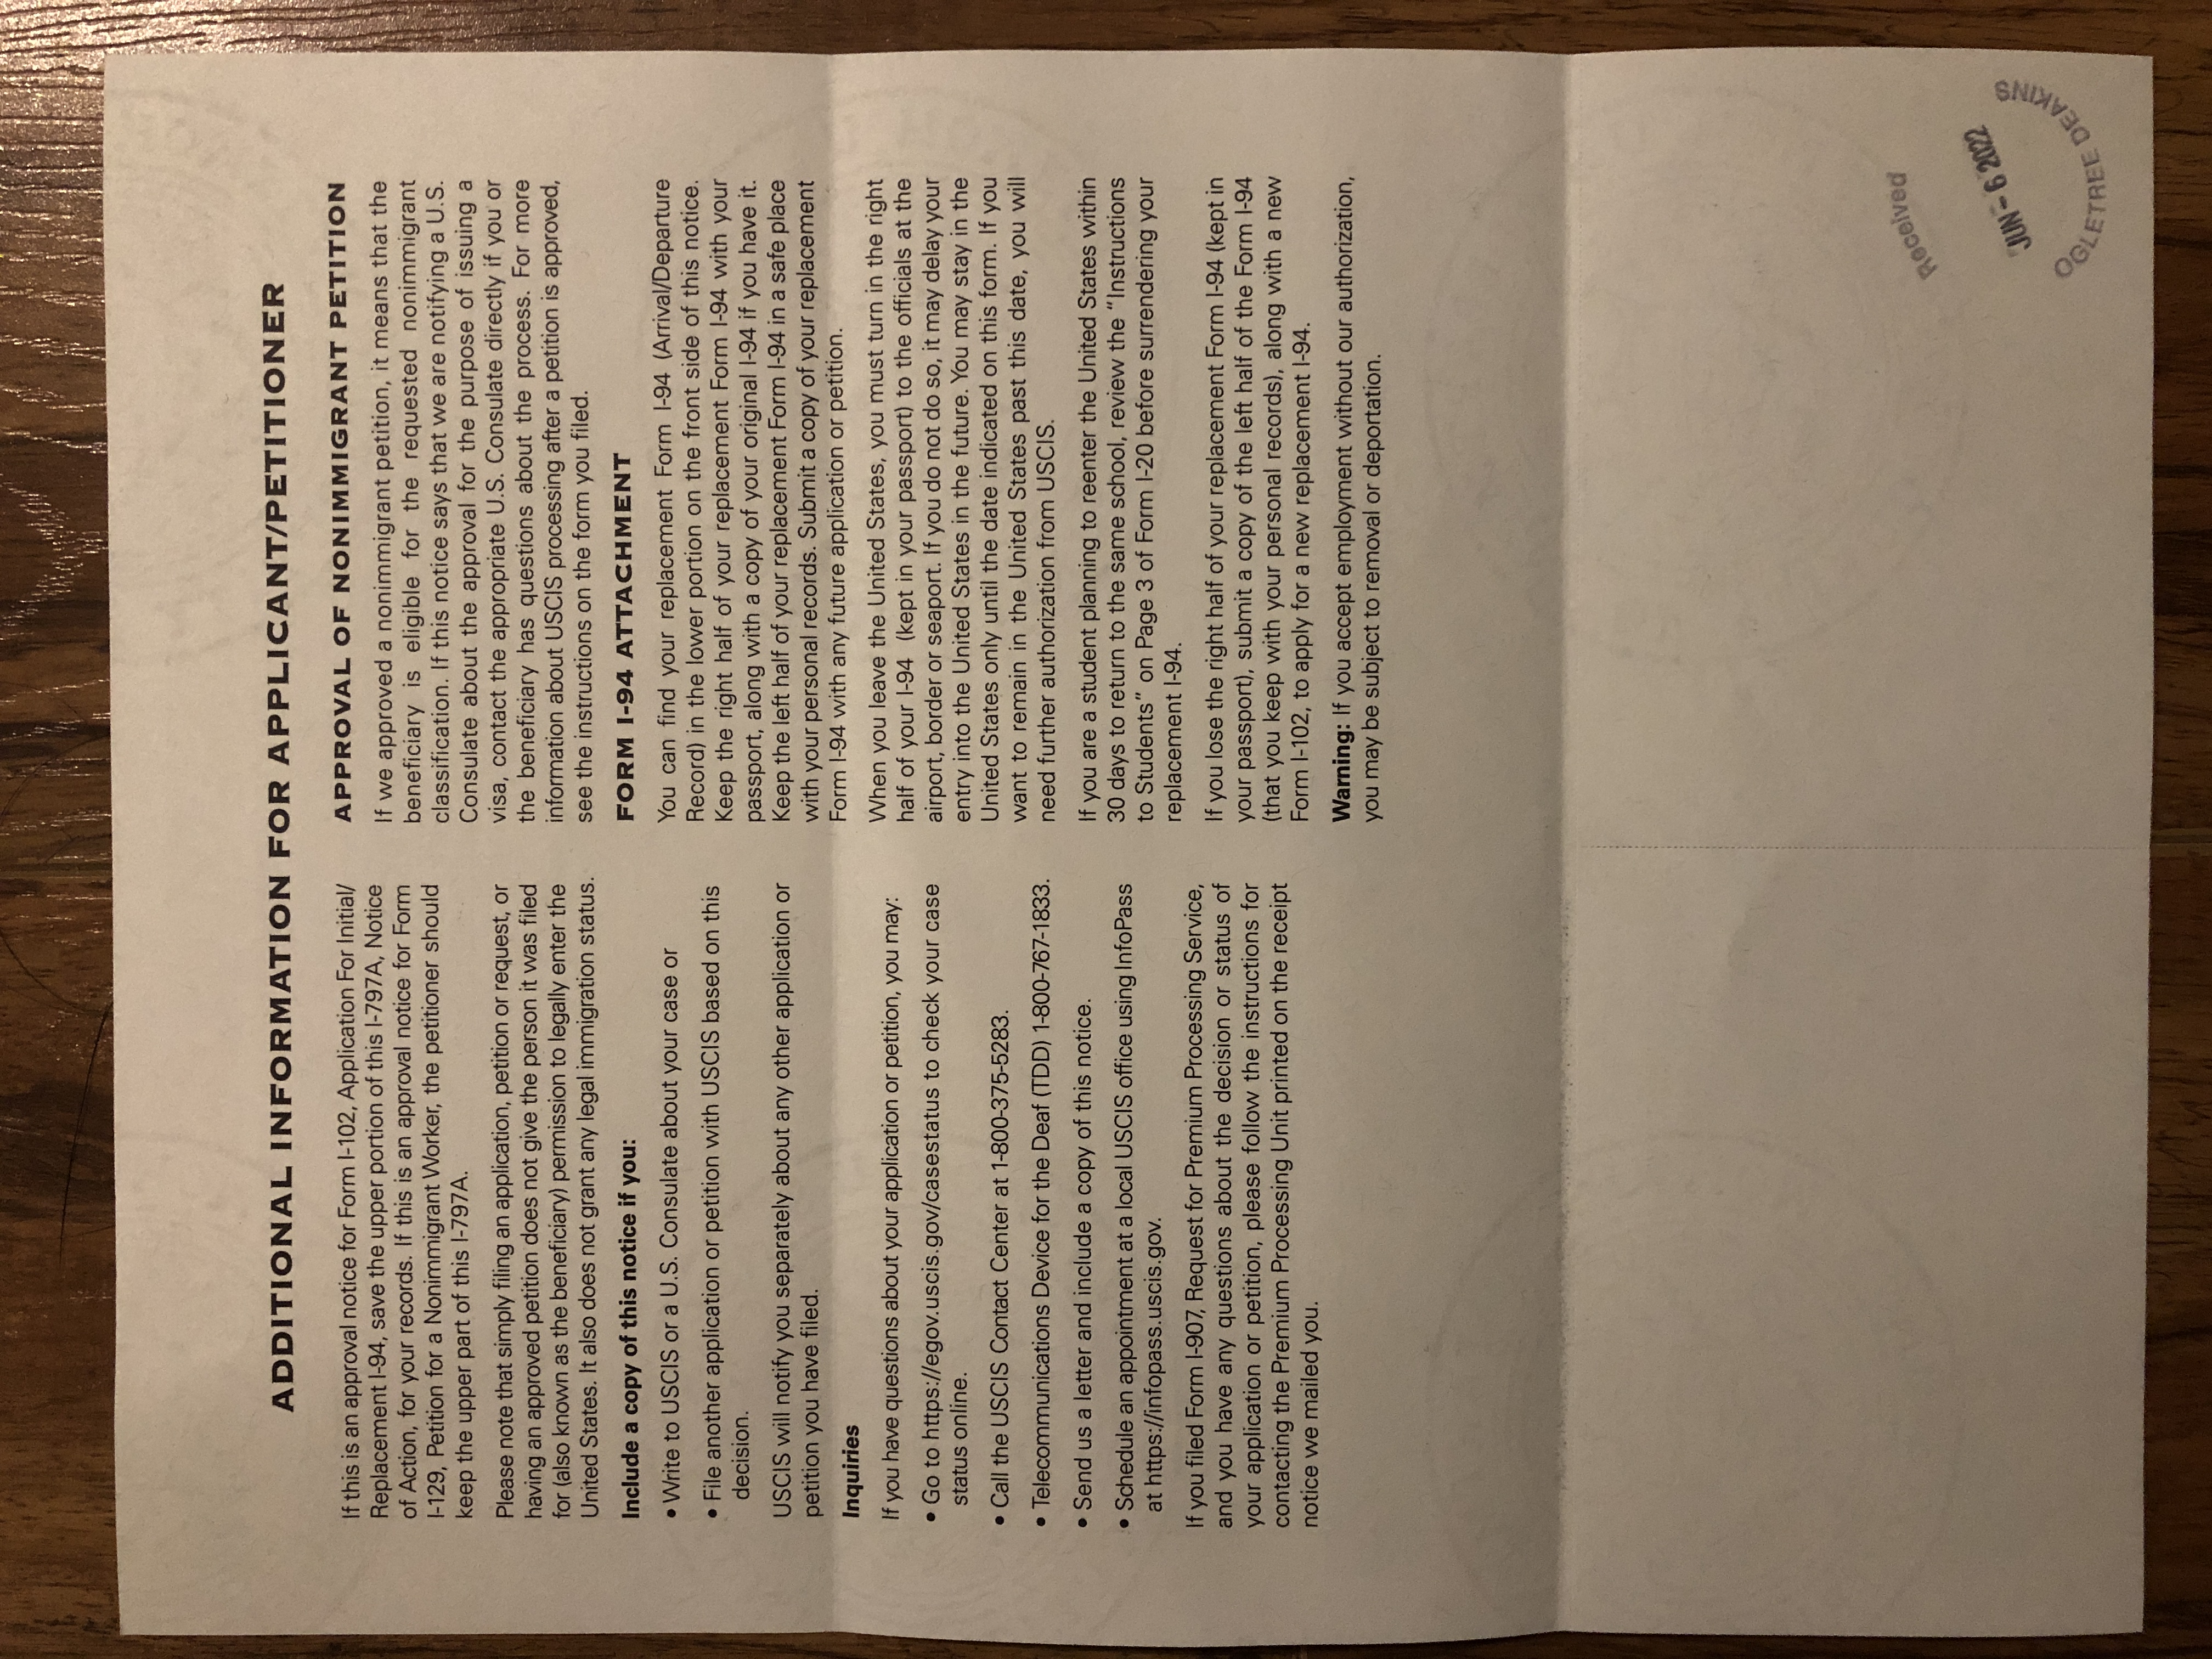 ADDITIONAL INFORMATION FOR APPLICANT/PETITIONER
If this is an approval notice for Form I-102, Application For Initial/
Replacement I-94, save the upper portion of this I-797A, Notice
of Action, for your records. If this is an approval notice for Form
I-129, Petition for a Nonimmigrant Worker, the petitioner should
keep the upper part of this I-797A.
Please note that simply filing an application, petition or request, or
having an approved petition does not give the person it was filed
for (also known as the beneficiary) permission to legally enter the
United States. It also does not grant any legal immigration status.
Include a copy of this notice if you:
• Write to USCIS or a U.S. Consulate about your case or
• File another application or petition with USCIS based on this
decision.
USCIS will notify you separately about any other application or
petition you have filed.
Inquiries
If you have questions about your application or petition, you may:
• Go to https://egov.uscis.gov/casestatus to check your case
status online.
• Call the USCIS Contact Center at 1-800-375-5283.
• Telecommunications Device for the Deaf (TDD) 1-800-767-1833.
• Send us a letter and include a copy of this notice.
• Schedule an appointment at a local USCIS office using InfoPass
at https://infopass.uscis.gov.
If you filed Form I-907, Request for Premium Processing Service,
and you have any questions about the decision or status of
your application or petition, please follow the instructions for
contacting the Premium Processing Unit printed on the receipt
notice we mailed you.
APPROVAL OF NONIMMIGRANT PETITION
If we approved a nonimmigrant petition, it means that the
beneficiary is eligible for the requested nonimmigrant
classification. If this notice says that we are notifying a U.S.
Consulate about the approval for the purpose of issuing a
visa, contact the appropriate U.S. Consulate directly if you or
the beneficiary has questions about the process. For more
information about USCIS processing after a petition is approved,
see the instructions on the form you filed.
FORM I-94 ATTACHMENT
You can find your replacement Form I-94 (Arrival/Departure
Record) in the lower portion on the front side of this notice.
Keep the right half of your replacement Form I-94 with your
passport, along with a copy of your original I-94 if you have it.
Keep the left half of your replacement Form I-94 in a safe place
with your personal records. Submit a copy of your replacement
Form I-94 with any future application or petition.
When you leave the United States, you must turn in the right
half of your I-94 (kept in your passport) to the officials at the
airport, border or seaport. If you do not do so, it may delay your
entry into the United States in the future. You may stay in the
United States only until the date indicated on this form. If you
want to remain in the United States past this date, you will
need further authorization from USCIS.
If you are a student planning to reenter the United States within
30 days to return to the same school, review the “Instructions
to Students” on Page 3 of Form I-20 before surrendering your
replacement I-94.
If you lose the right half of your replacement Form I-94 (kept in
your passport), submit a copy of the left half of the Form I-94
(that you keep with your personal records), along with a new
Form I-102, to apply for a new replacement I-94.
Warning: If you accept employment without our authorization,
you may be subject to removal or deportation.
Received
JUN - 6 2022
OGLETREE DEAKINS